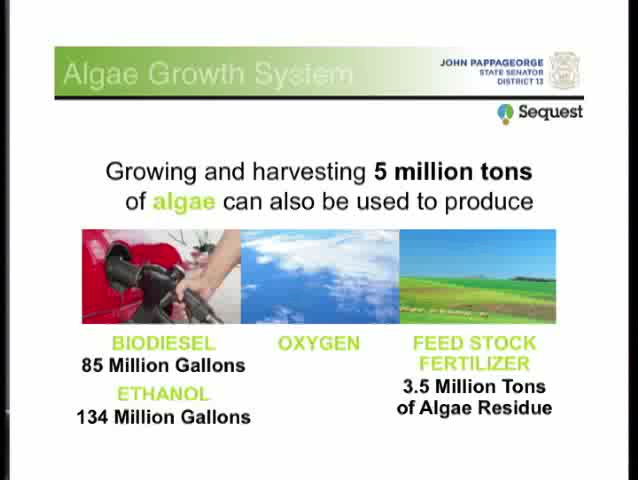 Algae Growth System
JOHN PAPPAGEORGE
STATE SENATOR
DISTRICT 13
Sequest
Growing and harvesting 5 million tons
of algae can also be used to produce
BIODIESEL
85 Million Gallons
ETHANOL
134 Million Gallons
OXYGEN
FEED STOCK
FERTILIZER
3.5 Million Tons
of Algae Residue